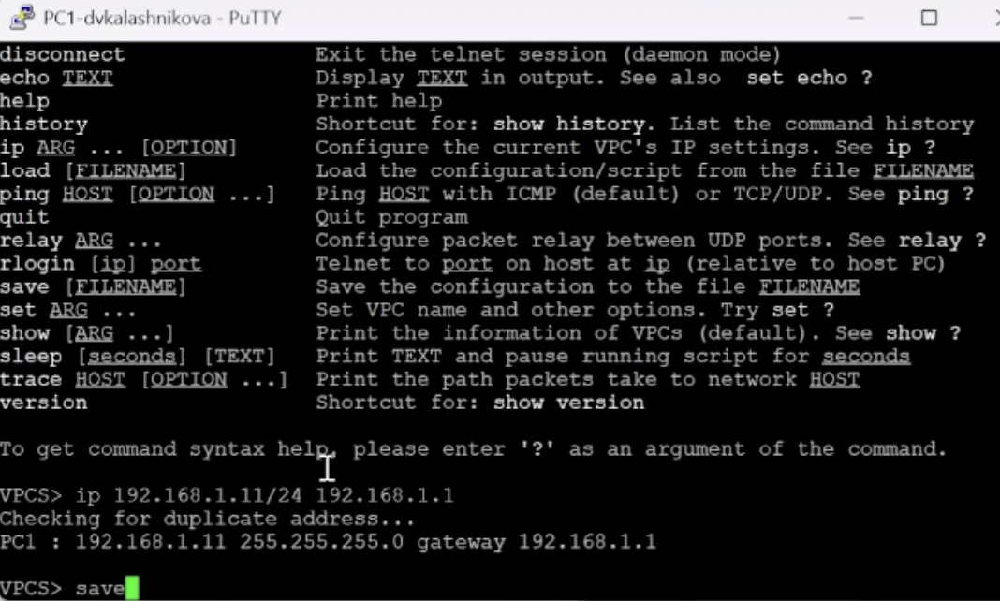 PC1-dvkalashnikova - PuTTY
disconnect Exit the telnet session (daemon mode)
echo TEXT Display TEXT in output. See also set echo ?
help Print help
history Shortcut for: show history. List the command history
ip ARG ... [OPTION] Configure the current VPC's IP settings. See ip ?
load [FILENAME] Load the configuration/script from the file FILENAME
ping HOST [OPTION ...] Ping HOST with ICMP (default) or TCP/UDP. See ping ?
quit Quit program
relay ARG ... Configure packet relay between UDP ports. See relay ?
rlogin [ip] port Telnet to port on host at ip (relative to host PC)
save [FILENAME] Save the configuration to the file FILENAME
set ARG ... Set VPC name and other options. Try set ?
show [ARG ...] Print the information of VPCs (default). See show ?
sleep [seconds] [TEXT] Print TEXT and pause running script for seconds
trace HOST [OPTION ...] Print the path packets take to network HOST
version Shortcut for: show version
To get command syntax help, please enter '?' as an argument of the command.
VPCS> ip 192.168.1.11/24 192.168.1.1
Checking for duplicate address...
PC1 : 192.168.1.11 255.255.255.0 gateway 192.168.1.1
VPCS> save